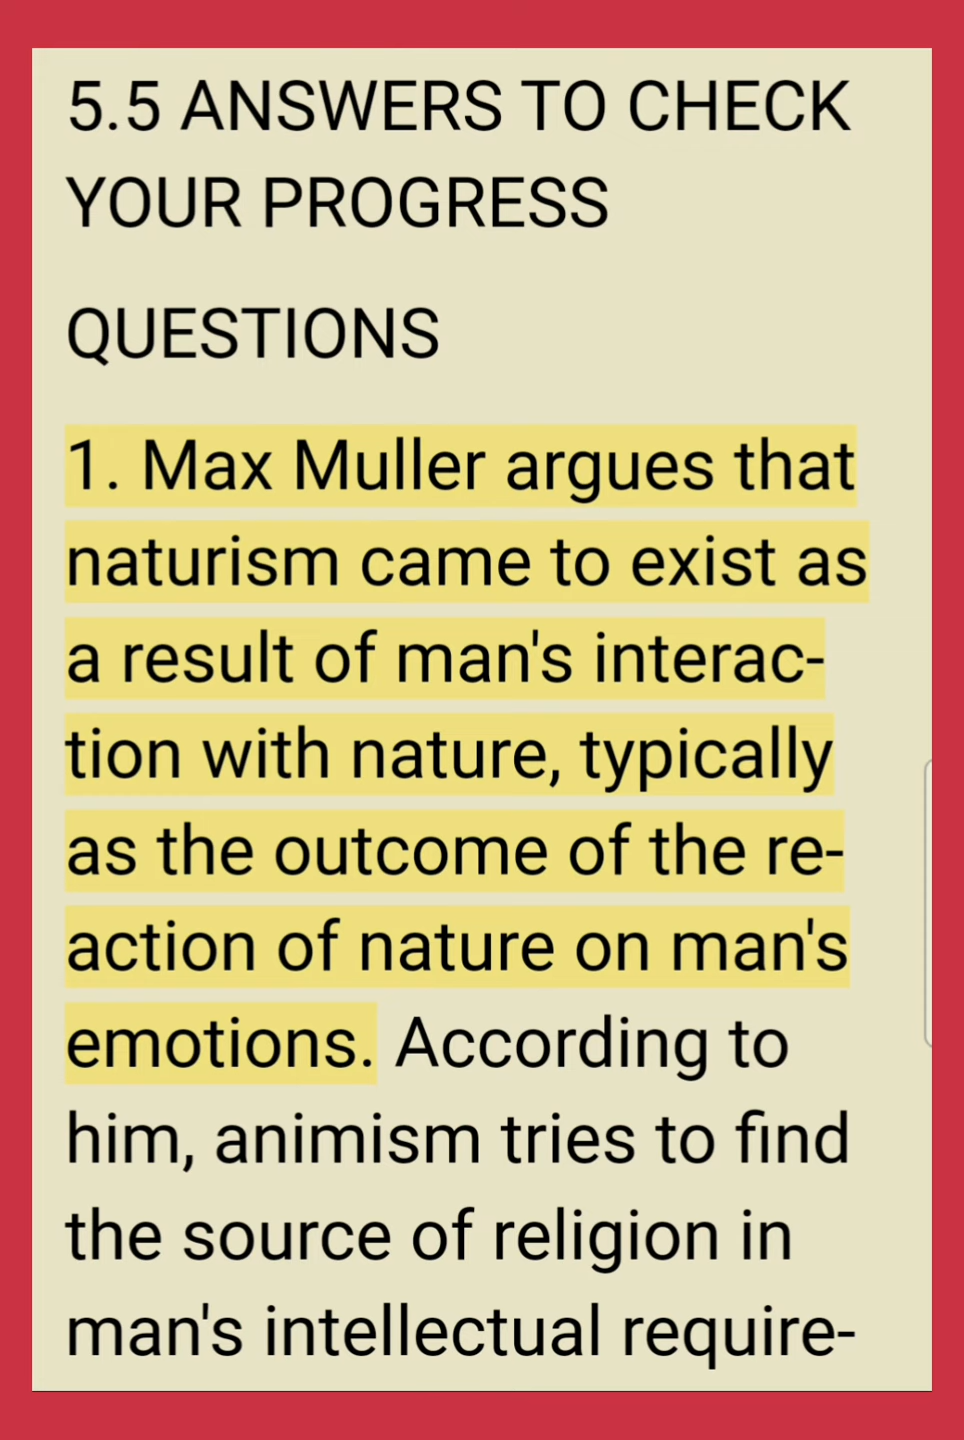 5.5 ANSWERS TO CHECK
YOUR PROGRESS
QUESTIONS
1. Max Muller argues that
naturism came to exist as
a result of man's interac-
tion with nature, typically
as the outcome of the re-
action of nature on man's
emotions. According to
him, animism tries to find
the source of religion in
man's intellectual require-